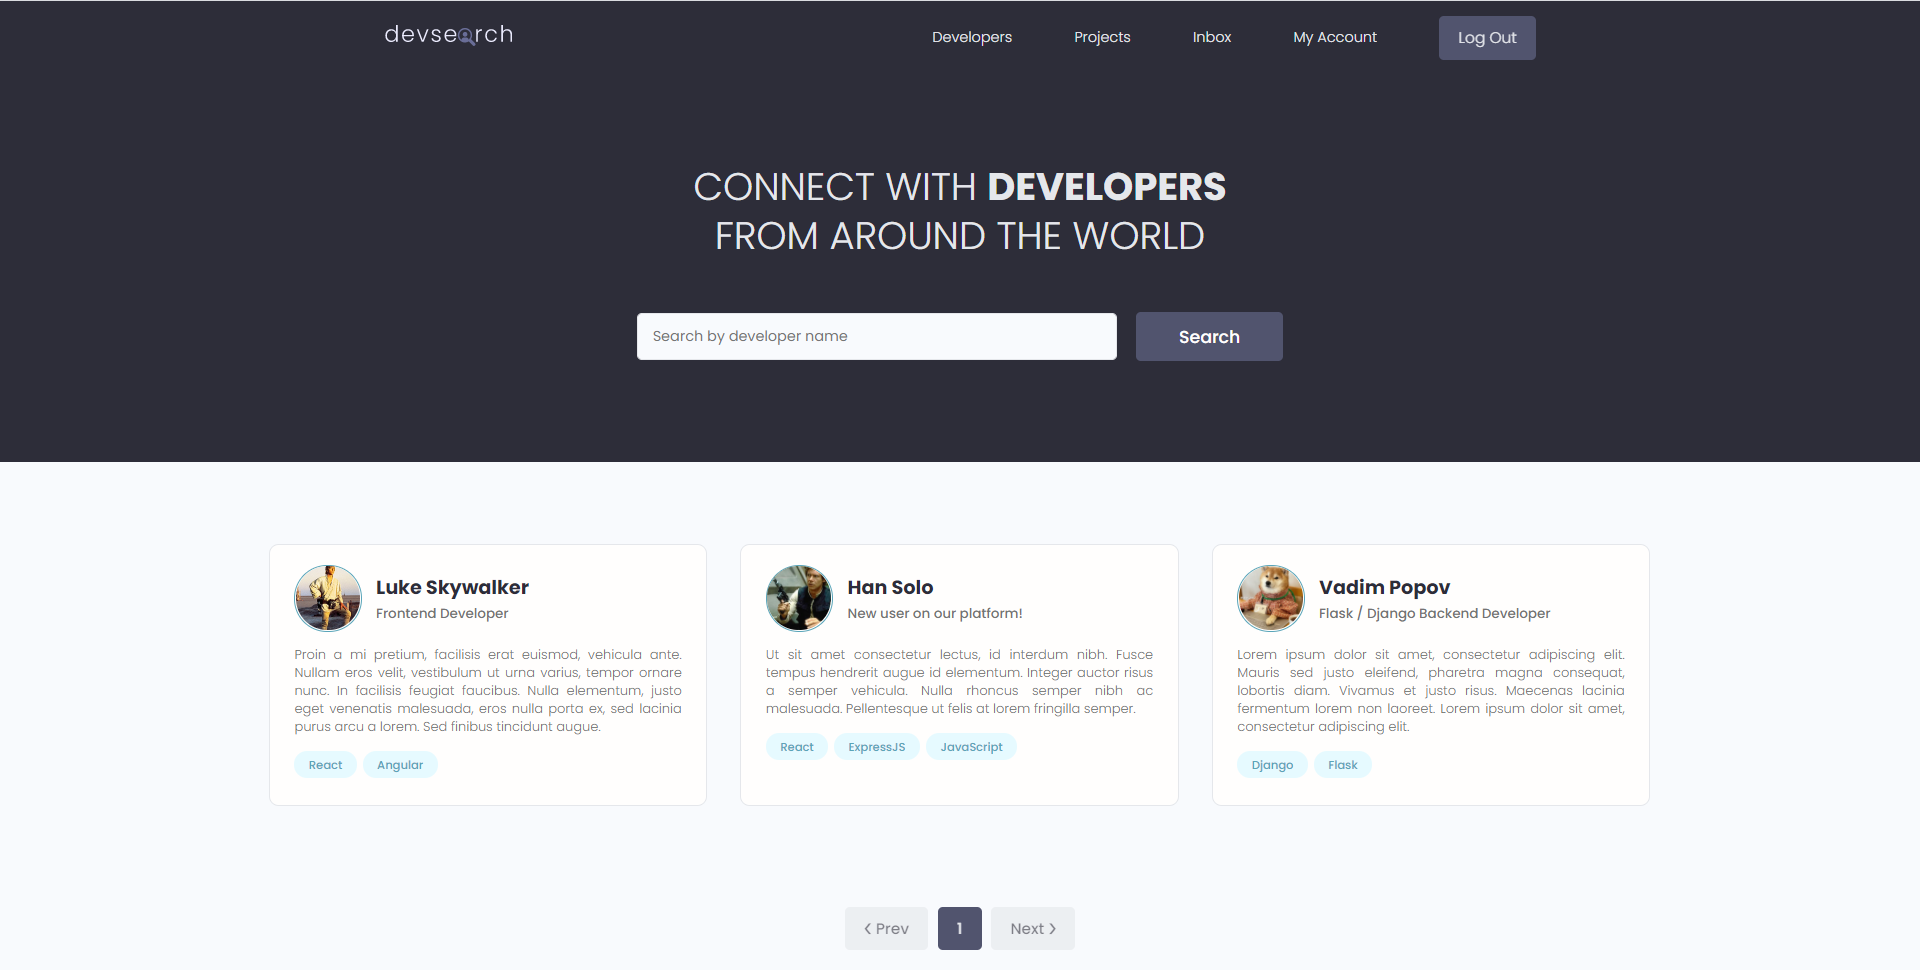 devsearch
Developers
Projects
Inbox
My Account
Log Out
CONNECT WITH DEVELOPERS
FROM AROUND THE WORLD
Search by developer name
Search
Luke Skywalker
Frontend Developer
Proin a mi pretium, facilisis erat euismod, vehicula ante.
Nullam eros velit, vestibulum ut urna varius, tempor ornare
nunc. In facilisis feugiat faucibus. Nulla elementum, justo
eget venenatis malesuada, eros nulla porta ex, sed lacinia
purus arcu a lorem. Sed finibus tincidunt augue.
React
Angular
Han Solo
New user on our platform!
Ut sit amet consectetur lectus, id interdum nibh. Fusce
tempus hendrerit augue id elementum. Integer auctor risus
a semper vehicula. Nulla rhoncus semper nibh ac
malesuada. Pellentesque ut felis at lorem fringilla semper.
React
ExpressJS
JavaScript
Vadim Popov
Flask / Django Backend Developer
Lorem ipsum dolor sit amet, consectetur adipiscing elit.
Mauris sed justo eleifend, pharetra magna consequat,
lobortis diam. Vivamus et justo risus. Maecenas lacinia
fermentum lorem non laoreet. Lorem ipsum dolor sit amet,
consectetur adipiscing elit.
Django
Flask
❮ Prev
1
Next ❯